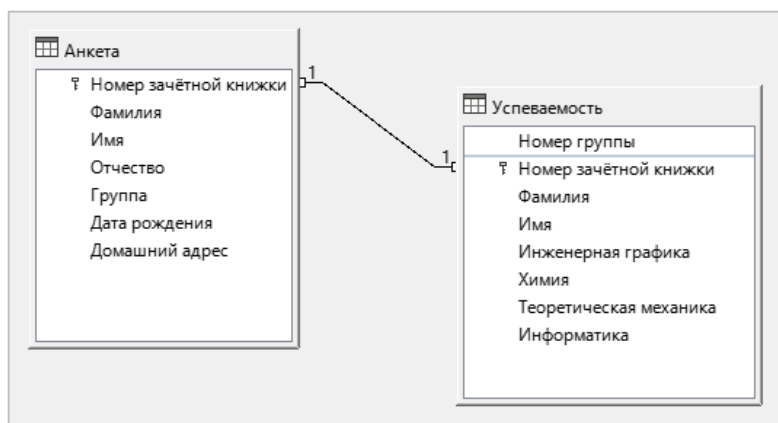 Анкета
Номер зачётной книжки
Фамилия
Имя
Отчество
Группа
Дата рождения
Домашний адрес
1
1
Успеваемость
Номер группы
Номер зачётной книжки
Фамилия
Имя
Инженерная графика
Химия
Теоретическая механика
Информатика